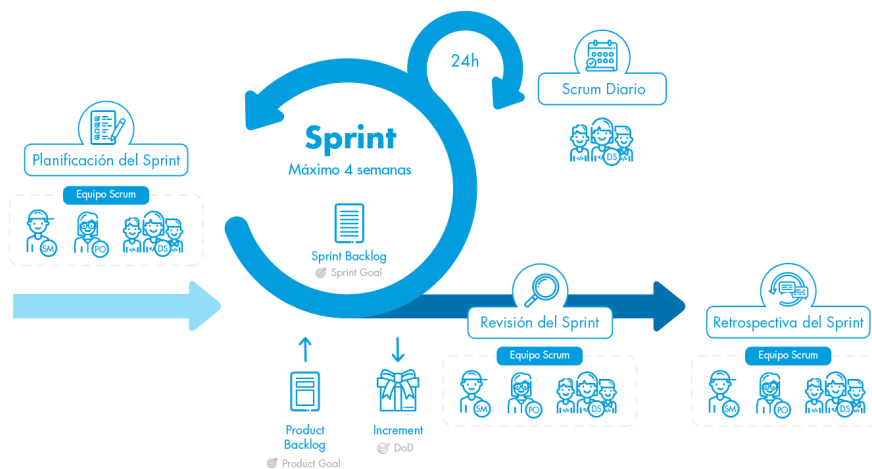 24h
Scrum Diario
DS
Sprint
Máximo 4 semanas
Planificación del Sprint
Equipo Scrum
SM
PO
DS
Sprint Backlog
Sprint Goal
Revisión del Sprint
Equipo Scrum
SM
PO
DS
Retrospectiva del Sprint
Equipo Scrum
SM
PO
DS
Product
Backlog
Product Goal
Increment
DoD